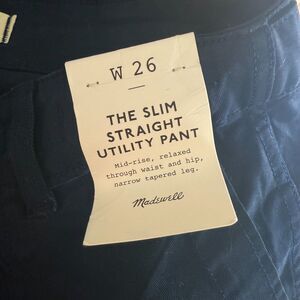 W 26
THE SLIM
STRAIGHT
UTILITY PANT
Mid-rise, relaxed
through waist and hip,
narrow tapered leg.
Madewell